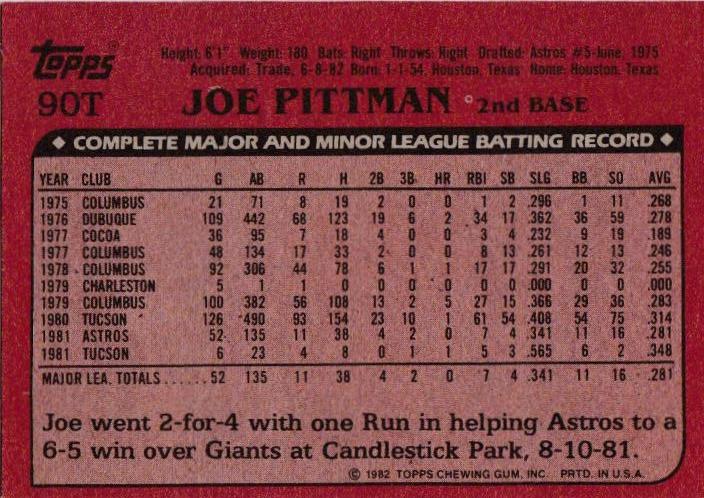 Topps Height: 6'1" Weight: 180 Bats: Right Throws: Right Drafted: Astros #5-June, 1975
Acquired: Trade, 6-8-82 Born: 1-1-54, Houston, Texas Home: Houston, Texas
90T JOE PITTMAN 2nd BASE
◆ COMPLETE MAJOR AND MINOR LEAGUE BATTING RECORD ◆
YEAR CLUB G AB R H 2B 3B HR RBI SB SLG BB SO AVG
1975 COLUMBUS 21 71 8 19 2 0 0 1 2 .296 1 11 .268
1976 DUBUQUE 109 442 68 123 19 6 2 34 17 .362 36 59 .278
1977 COCOA 36 95 7 18 4 0 0 3 4 .232 9 19 .189
1977 COLUMBUS 48 134 17 33 2 0 0 8 13 .261 12 13 .246
1978 COLUMBUS 92 306 44 78 6 1 1 17 17 .291 20 32 .255
1979 CHARLESTON 5 1 1 0 0 0 0 0 0 .000 0 0 .000
1979 COLUMBUS 100 382 56 108 13 2 5 27 15 .366 29 36 .283
1980 TUCSON 126 490 93 154 23 10 1 61 54 .408 54 75 .314
1981 ASTROS 52 135 11 38 4 2 0 7 4 .341 11 16 .281
1981 TUCSON 6 23 4 8 0 1 1 5 3 .565 6 2 .348
MAJOR LEA. TOTALS......52 135 11 38 4 2 0 7 4 .341 11 16 .281
Joe went 2-for-4 with one Run in helping Astros to a
6-5 win over Giants at Candlestick Park, 8-10-81.
© 1982 TOPPS CHEWING GUM, INC. PRTD. IN U.S.A.